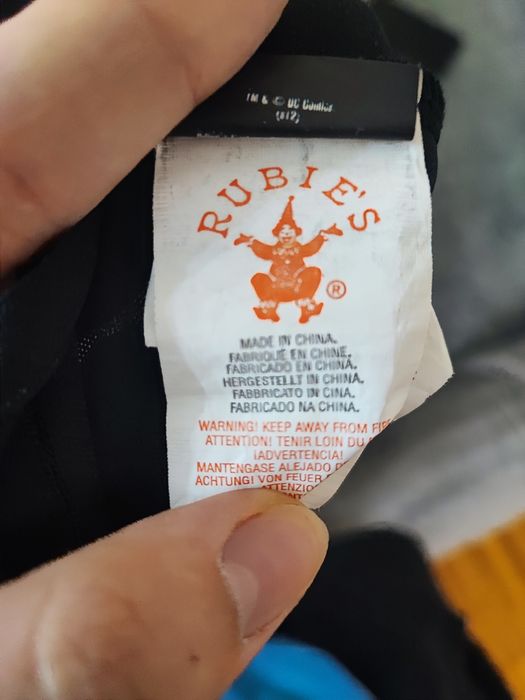 TM & © DC Comics
(s12)
RUBIE'S
®
MADE IN CHINA.
FABRIQUÉ EN CHINE.
FABRICADO EN CHINA.
HERGESTELLT IN CHINA.
FABBRICATO IN CINA.
FABRICADO NA CHINA.
WARNING! KEEP AWAY FROM
ATTENTION! TENIR LOIN DU
¡ADVERTENCIA!
MANTENGASE ALEJADO
ACHTUNG! VON FEUER